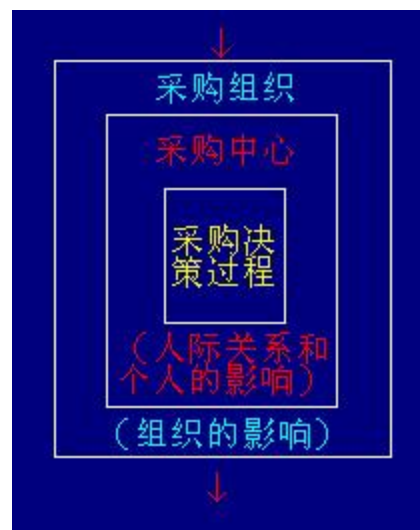 采购组织
采购中心
采购决
策过程
（人际关系和
个人的影响）
（组织的影响）